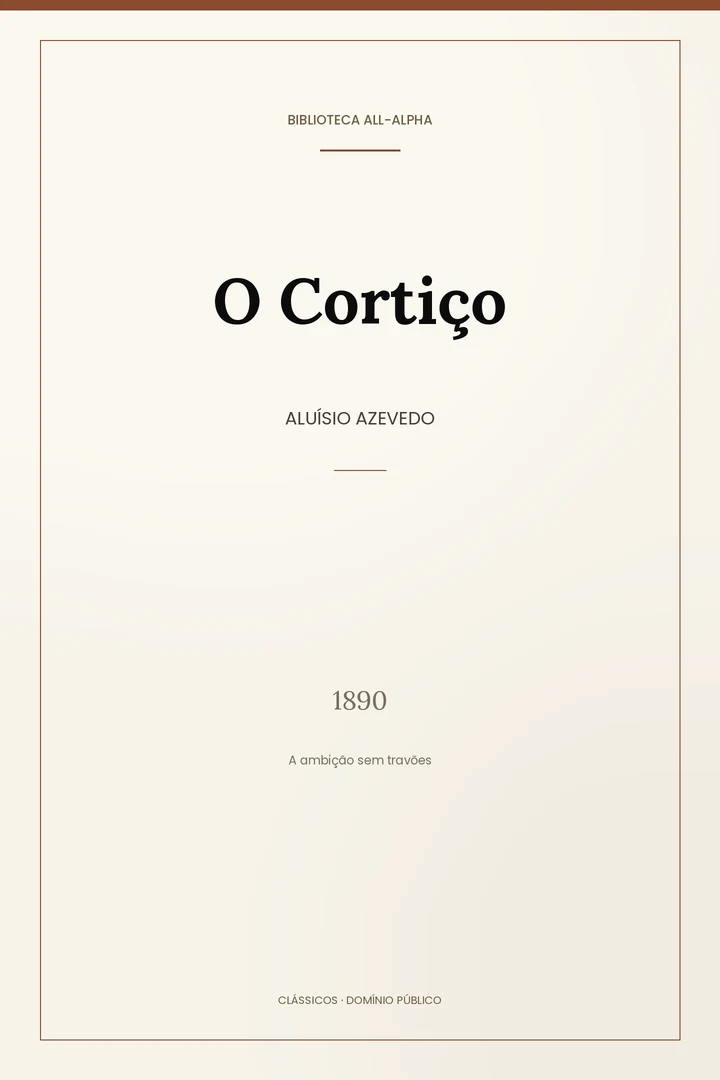 BIBLIOTECA ALL-ALPHA
O Cortiço
ALUÍSIO AZEVEDO
1890
A ambição sem travões
CLÁSSICOS · DOMÍNIO PÚBLICO